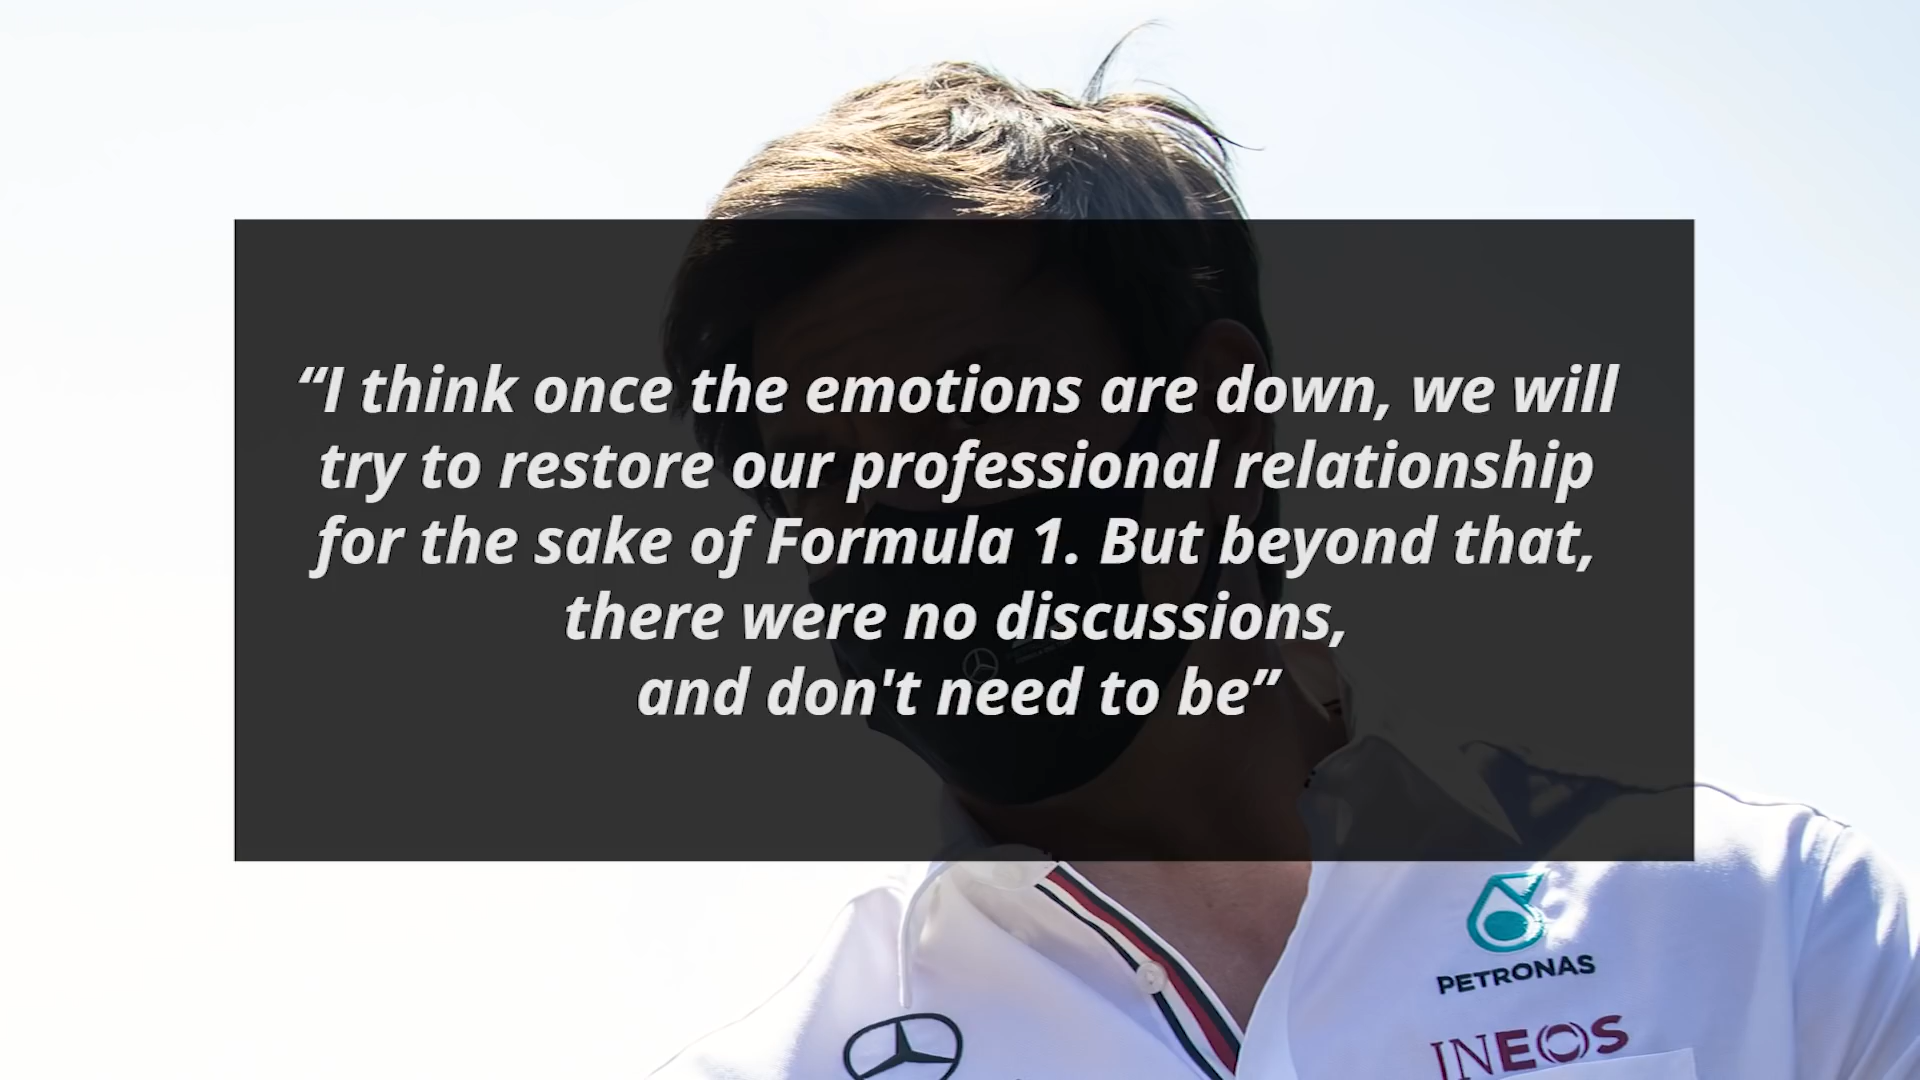 “I think once the emotions are down, we will
try to restore our professional relationship
for the sake of Formula 1. But beyond that,
there were no discussions,
and don't need to be”
PETRONAS
INEOS